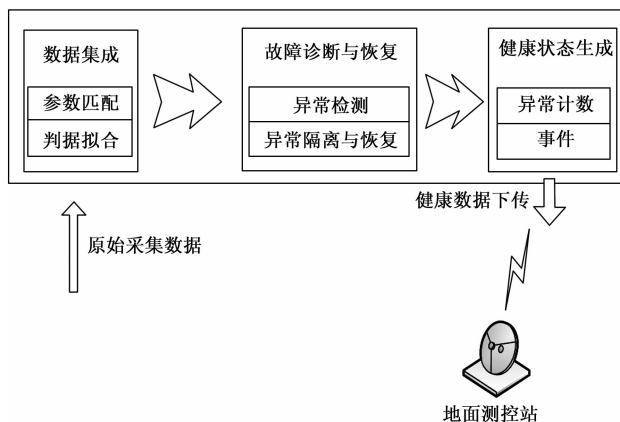 数据集成
参数匹配
判据拟合
故障诊断与恢复
异常检测
异常隔离与恢复
健康状态生成
异常计数
事件
原始采集数据
健康数据下传
地面测控站